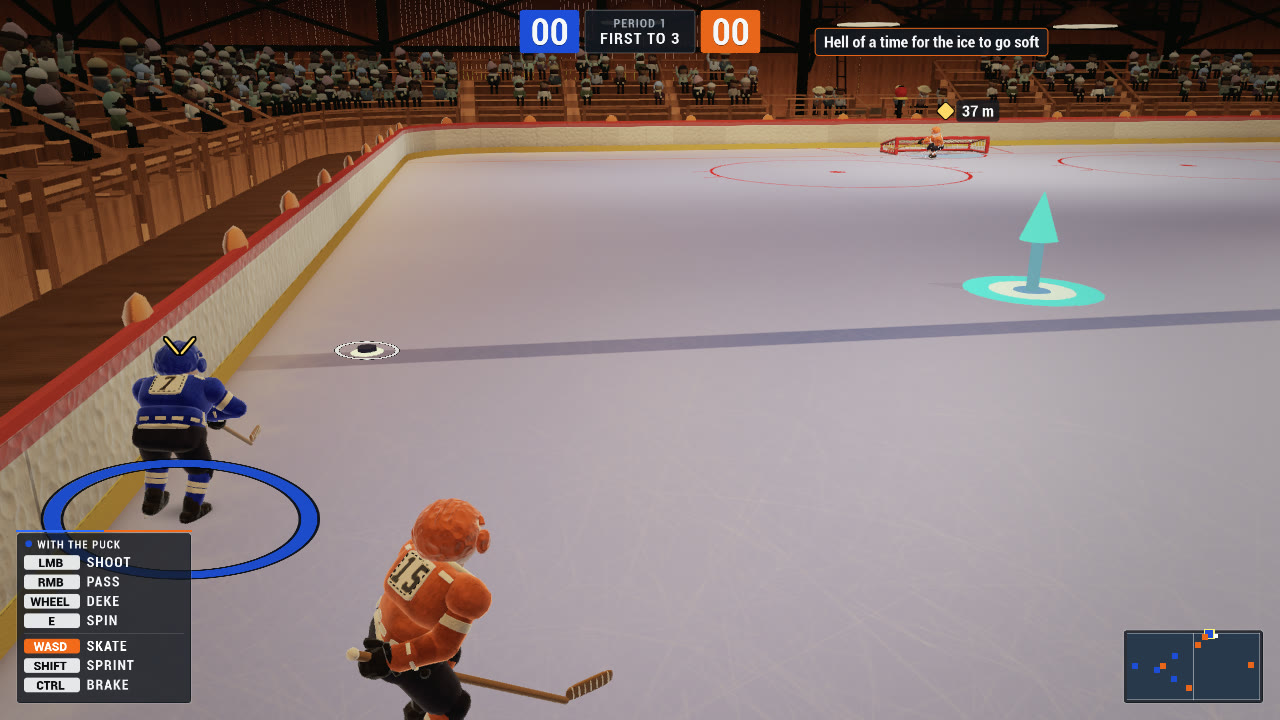 00
PERIOD 1
FIRST TO 3
00
Hell of a time for the ice to go soft
37 m
7
15
WITH THE PUCK
LMB SHOOT
RMB PASS
WHEEL DEKE
E SPIN
WASD SKATE
SHIFT SPRINT
CTRL BRAKE